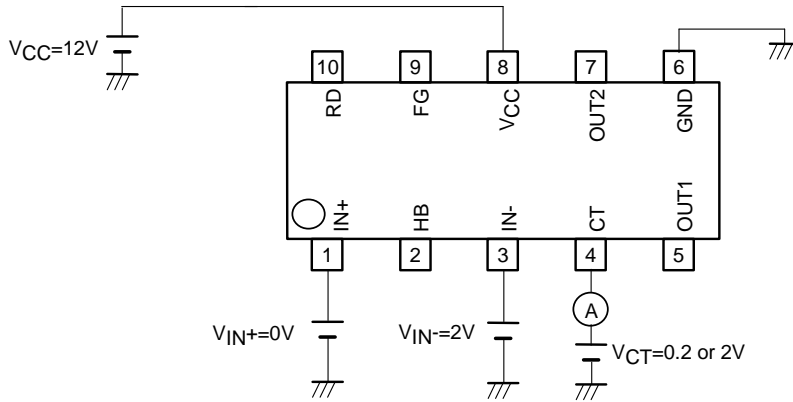 VCC=12V
10 9 8 7 6
RD FG VCC OUT2 GND
IN+ HB IN- CT OUT1
1 2 3 4 5
A
VIN+=0V VIN-=2V VCT=0.2 or 2V